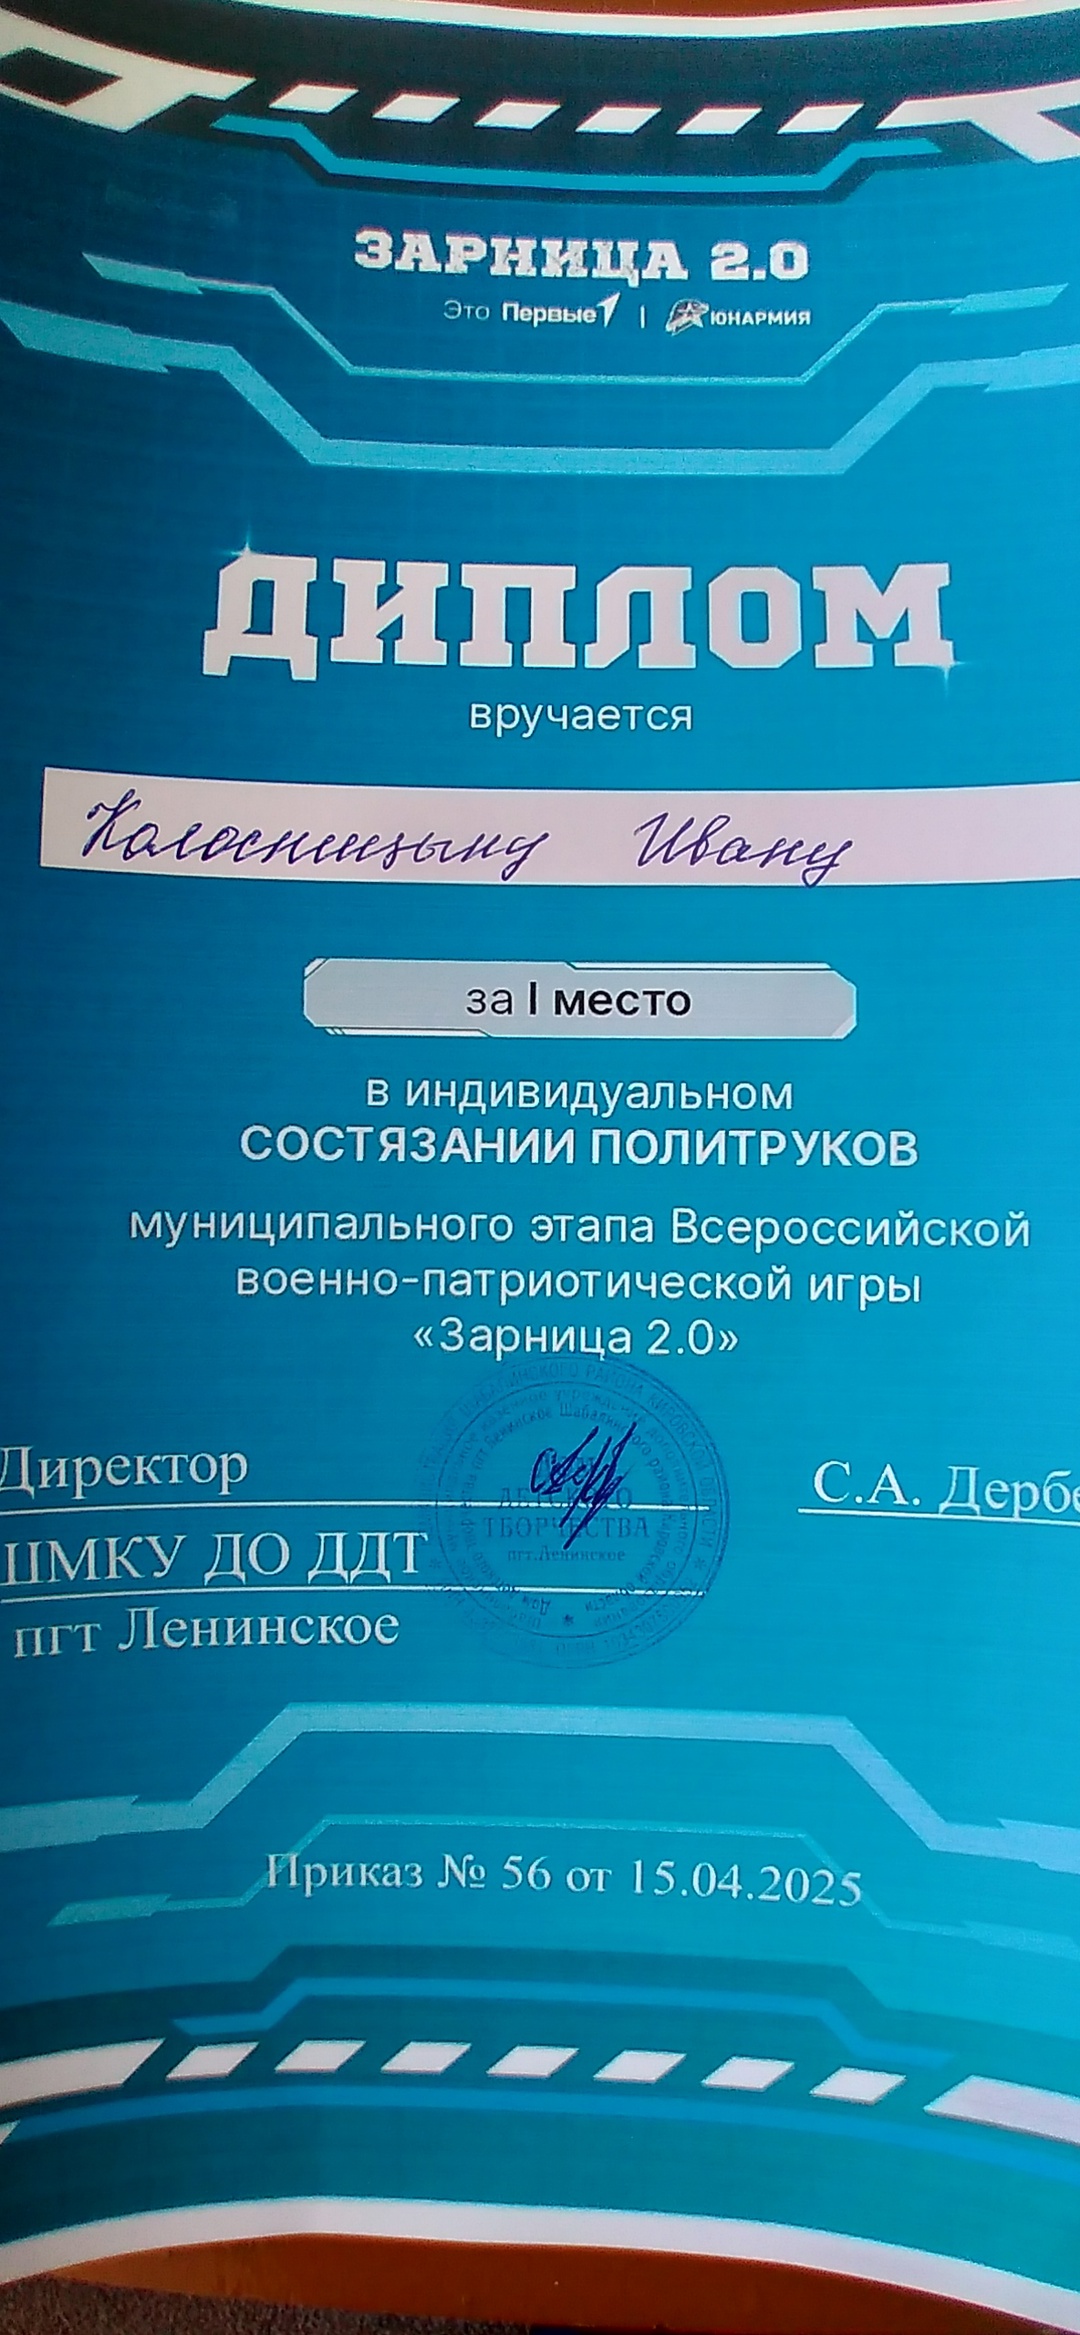 ЗАРНИЦА 2.0
Это Первые | ЮНАРМИЯ
ДИПЛОМ
вручается
Колосницыну Ивану
за I место
в индивидуальном
СОСТЯЗАНИИ ПОЛИТРУКОВ
муниципального этапа Всероссийской
военно-патриотической игры
«Зарница 2.0»
Директор С.А. Дербе
ШМКУ ДО ДДТ
пгт Ленинское
ДЕТСКОГО
ТВОРЧЕСТВА
пгт.Ленинское
Приказ № 56 от 15.04.2025